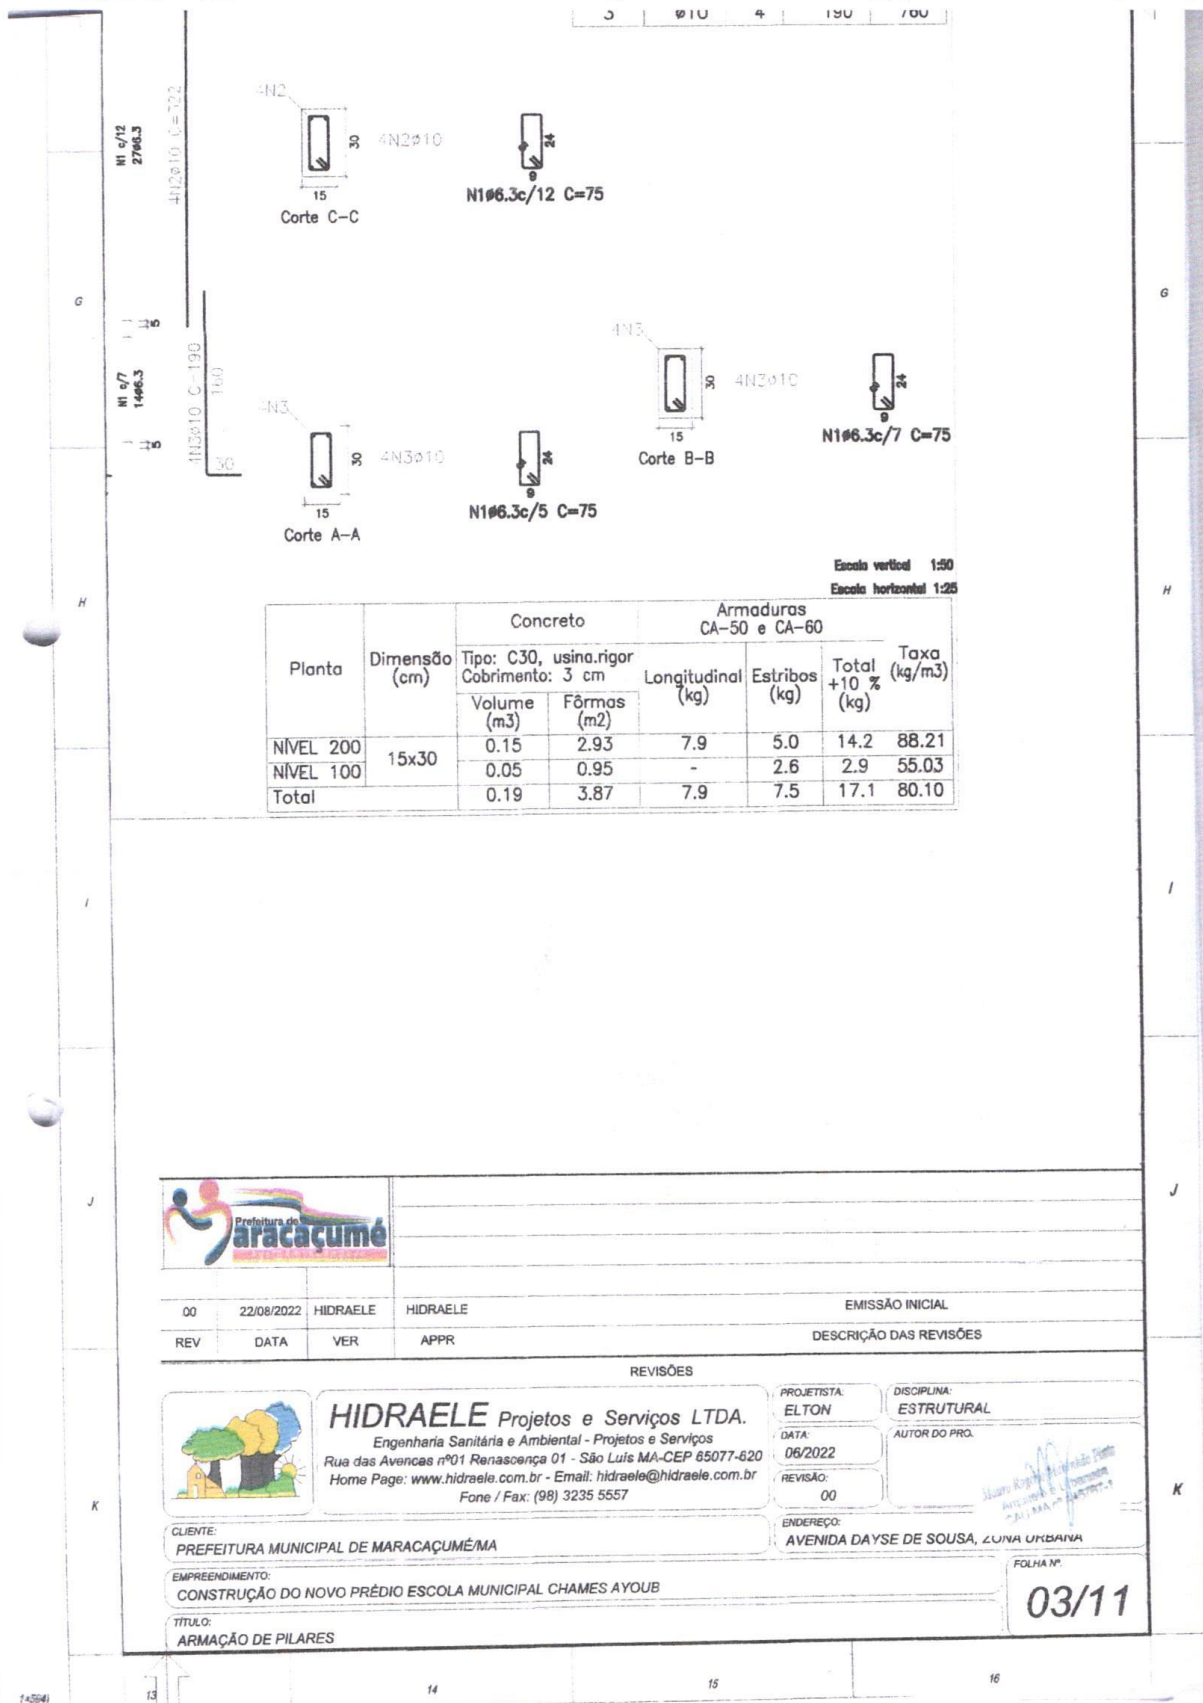 3 ø10 4 190 760
4N2
30
4N2ø10
24
15
9
N1ø6.3c/12 C=75
Corte C-C
N1 c/12
27ø6.3
4N2ø10 C=322
G
G
5
4N3
30
4N3ø10
24
15
9
N1ø6.3c/7 C=75
Corte B-B
N1 c/7
14ø6.3
4N3ø10 C=190
160
5
30
4N3
30
4N3ø10
24
15
9
N1ø6.3c/5 C=75
Corte A-A
Escala vertical 1:50
Escala horizontal 1:25
H
H
Planta
Dimensão
(cm)
Concreto
Armaduras
CA-50 e CA-60
Tipo: C30, usina.rigor
Cobrimento: 3 cm
Longitudinal
(kg)
Estribos
(kg)
Total
+10 %
(kg)
Taxa
(kg/m3)
Volume
(m3)
Fôrmas
(m2)
NÍVEL 200 15x30 0.15 2.93 7.9 5.0 14.2 88.21
NÍVEL 100 0.05 0.95 - 2.6 2.9 55.03
Total 0.19 3.87 7.9 7.5 17.1 80.10
I
I
J
J
Prefeitura de
Maracaçumé
00 22/08/2022 HIDRAELE HIDRAELE EMISSÃO INICIAL
REV DATA VER APPR DESCRIÇÃO DAS REVISÕES
REVISÕES
HIDRAELE Projetos e Serviços LTDA.
Engenharia Sanitária e Ambiental - Projetos e Serviços
Rua das Avencas nº01 Renascença 01 - São Luis MA-CEP 65077-620
Home Page: www.hidraele.com.br - Email: hidraele@hidraele.com.br
Fone / Fax: (98) 3235 5557
PROJETISTA:
ELTON
DISCIPLINA:
ESTRUTURAL
DATA:
06/2022
AUTOR DO PRO.
REVISÃO:
00
K
K
CLIENTE:
PREFEITURA MUNICIPAL DE MARACAÇUMÉ/MA
ENDEREÇO:
AVENIDA DAYSE DE SOUSA, ZONA URBANA
EMPREENDIMENTO:
CONSTRUÇÃO DO NOVO PRÉDIO ESCOLA MUNICIPAL CHAMES AYOUB
FOLHA Nº.
03/11
TÍTULO:
ARMAÇÃO DE PILARES
13
14
15
16